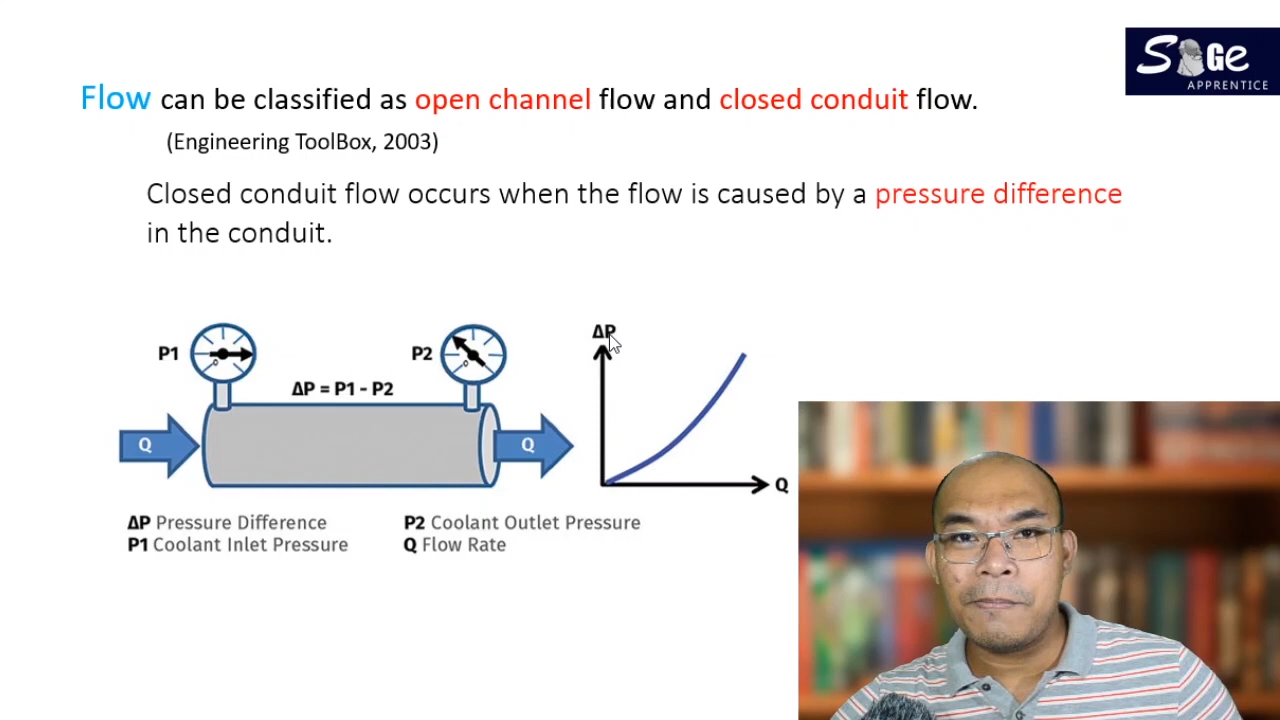 SAGE
APPRENTICE
Flow can be classified as open channel flow and closed conduit flow.
(Engineering ToolBox, 2003)
Closed conduit flow occurs when the flow is caused by a pressure difference
in the conduit.
P1
0
P2
0
ΔP = P1 - P2
Q
Q
ΔP
Q
ΔP Pressure Difference
P1 Coolant Inlet Pressure
P2 Coolant Outlet Pressure
Q Flow Rate